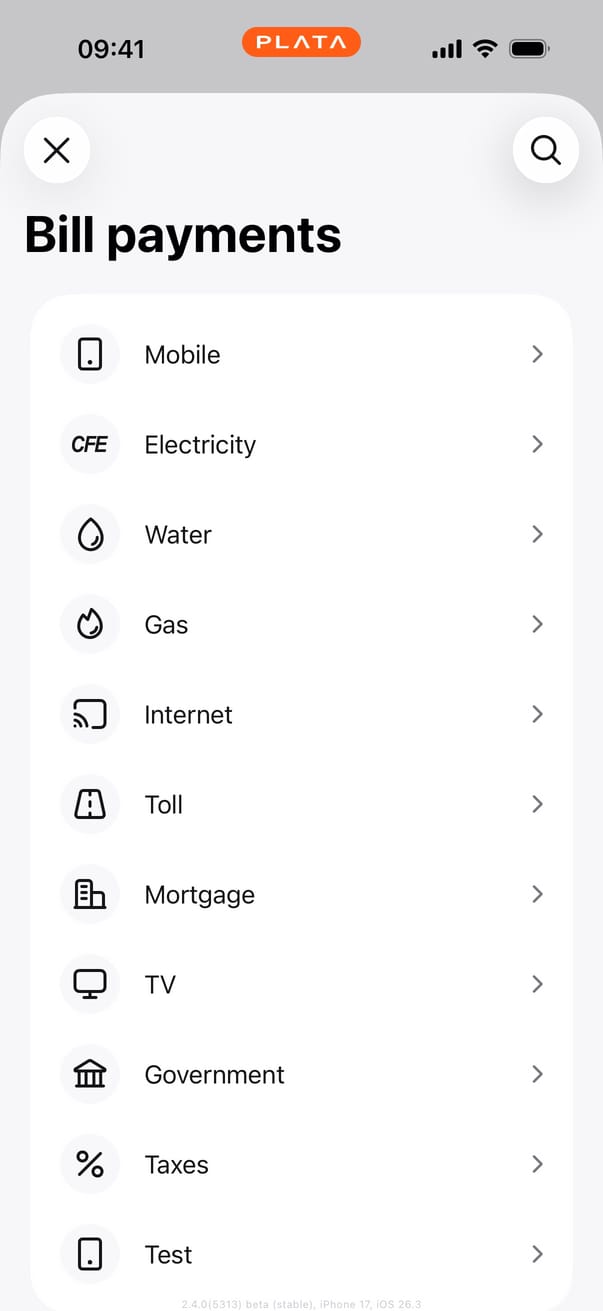 09:41
PLATA
Bill payments
Mobile
CFE Electricity
Water
Gas
Internet
Toll
Mortgage
TV
Government
Taxes
Test
2.4.0(5313) beta (stable), iPhone 17, iOS 26.3